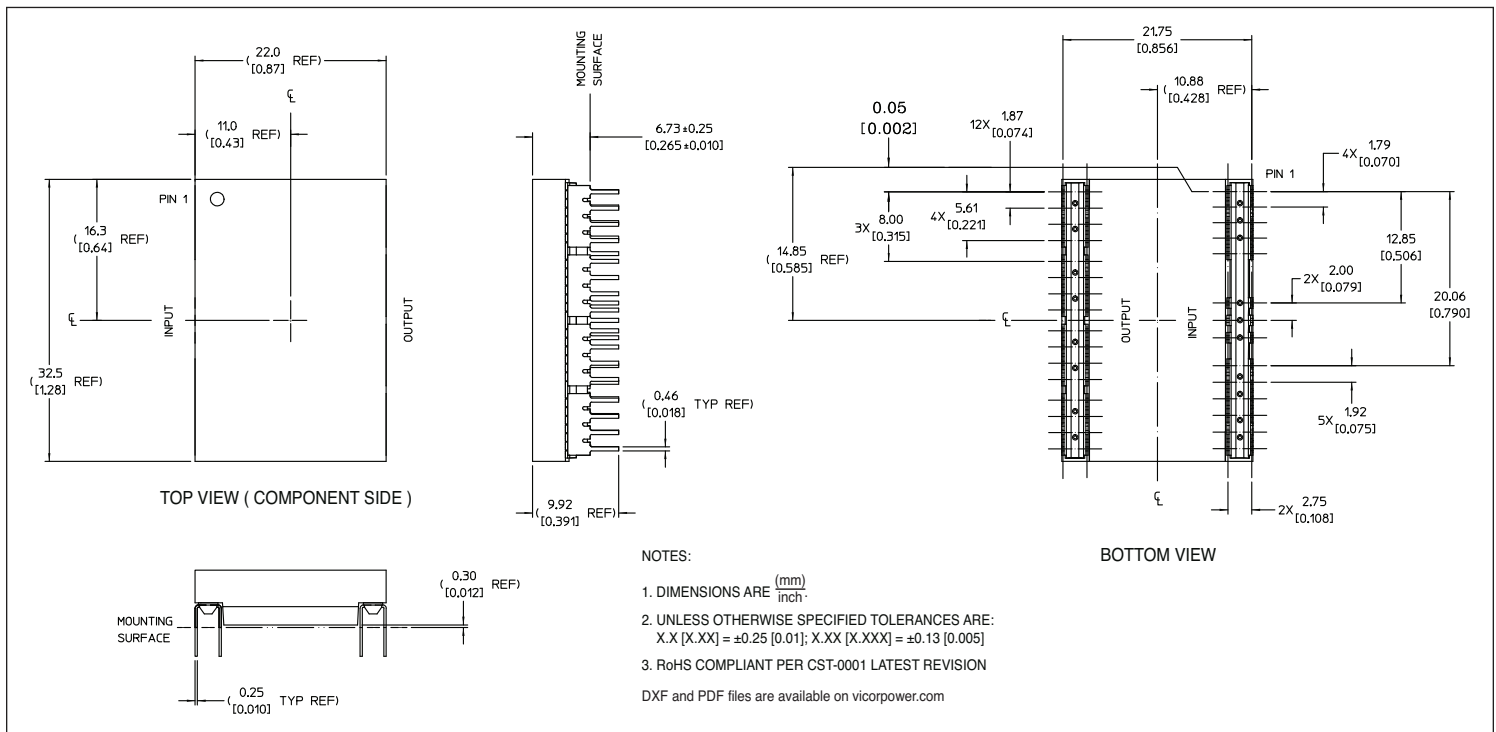 22.0
( REF)
[0.87]
℄
11.0
( REF)
[0.43]
PIN 1
16.3
( REF)
[0.64]
℄
INPUT
OUTPUT
32.5
( REF)
[1.28]
TOP VIEW ( COMPONENT SIDE )
MOUNTING
SURFACE
6.73±0.25
[0.265±0.010]
0.46
( TYP REF)
[0.018]
9.92
( REF)
[0.391]
21.75
[0.856]
10.88
( REF)
[0.428]
0.05
[0.002]
12X 1.87
[0.074]
4X 1.79
[0.070]
PIN 1
5.61
4X
[0.221]
8.00
3X
[0.315]
14.85
( REF)
[0.585]
12.85
[0.506]
2X 2.00
[0.079]
20.06
[0.790]
℄
OUTPUT
INPUT
5X 1.92
[0.075]
℄
2X 2.75
[0.108]
BOTTOM VIEW
0.30
( REF)
[0.012]
MOUNTING
SURFACE
0.25
( TYP REF)
[0.010]
NOTES:
1. DIMENSIONS ARE (mm)
inch.
2. UNLESS OTHERWISE SPECIFIED TOLERANCES ARE:
X.X [X.XX] = ±0.25 [0.01]; X.XX [X.XXX] = ±0.13 [0.005]
3. RoHS COMPLIANT PER CST-0001 LATEST REVISION
DXF and PDF files are available on vicorpower.com